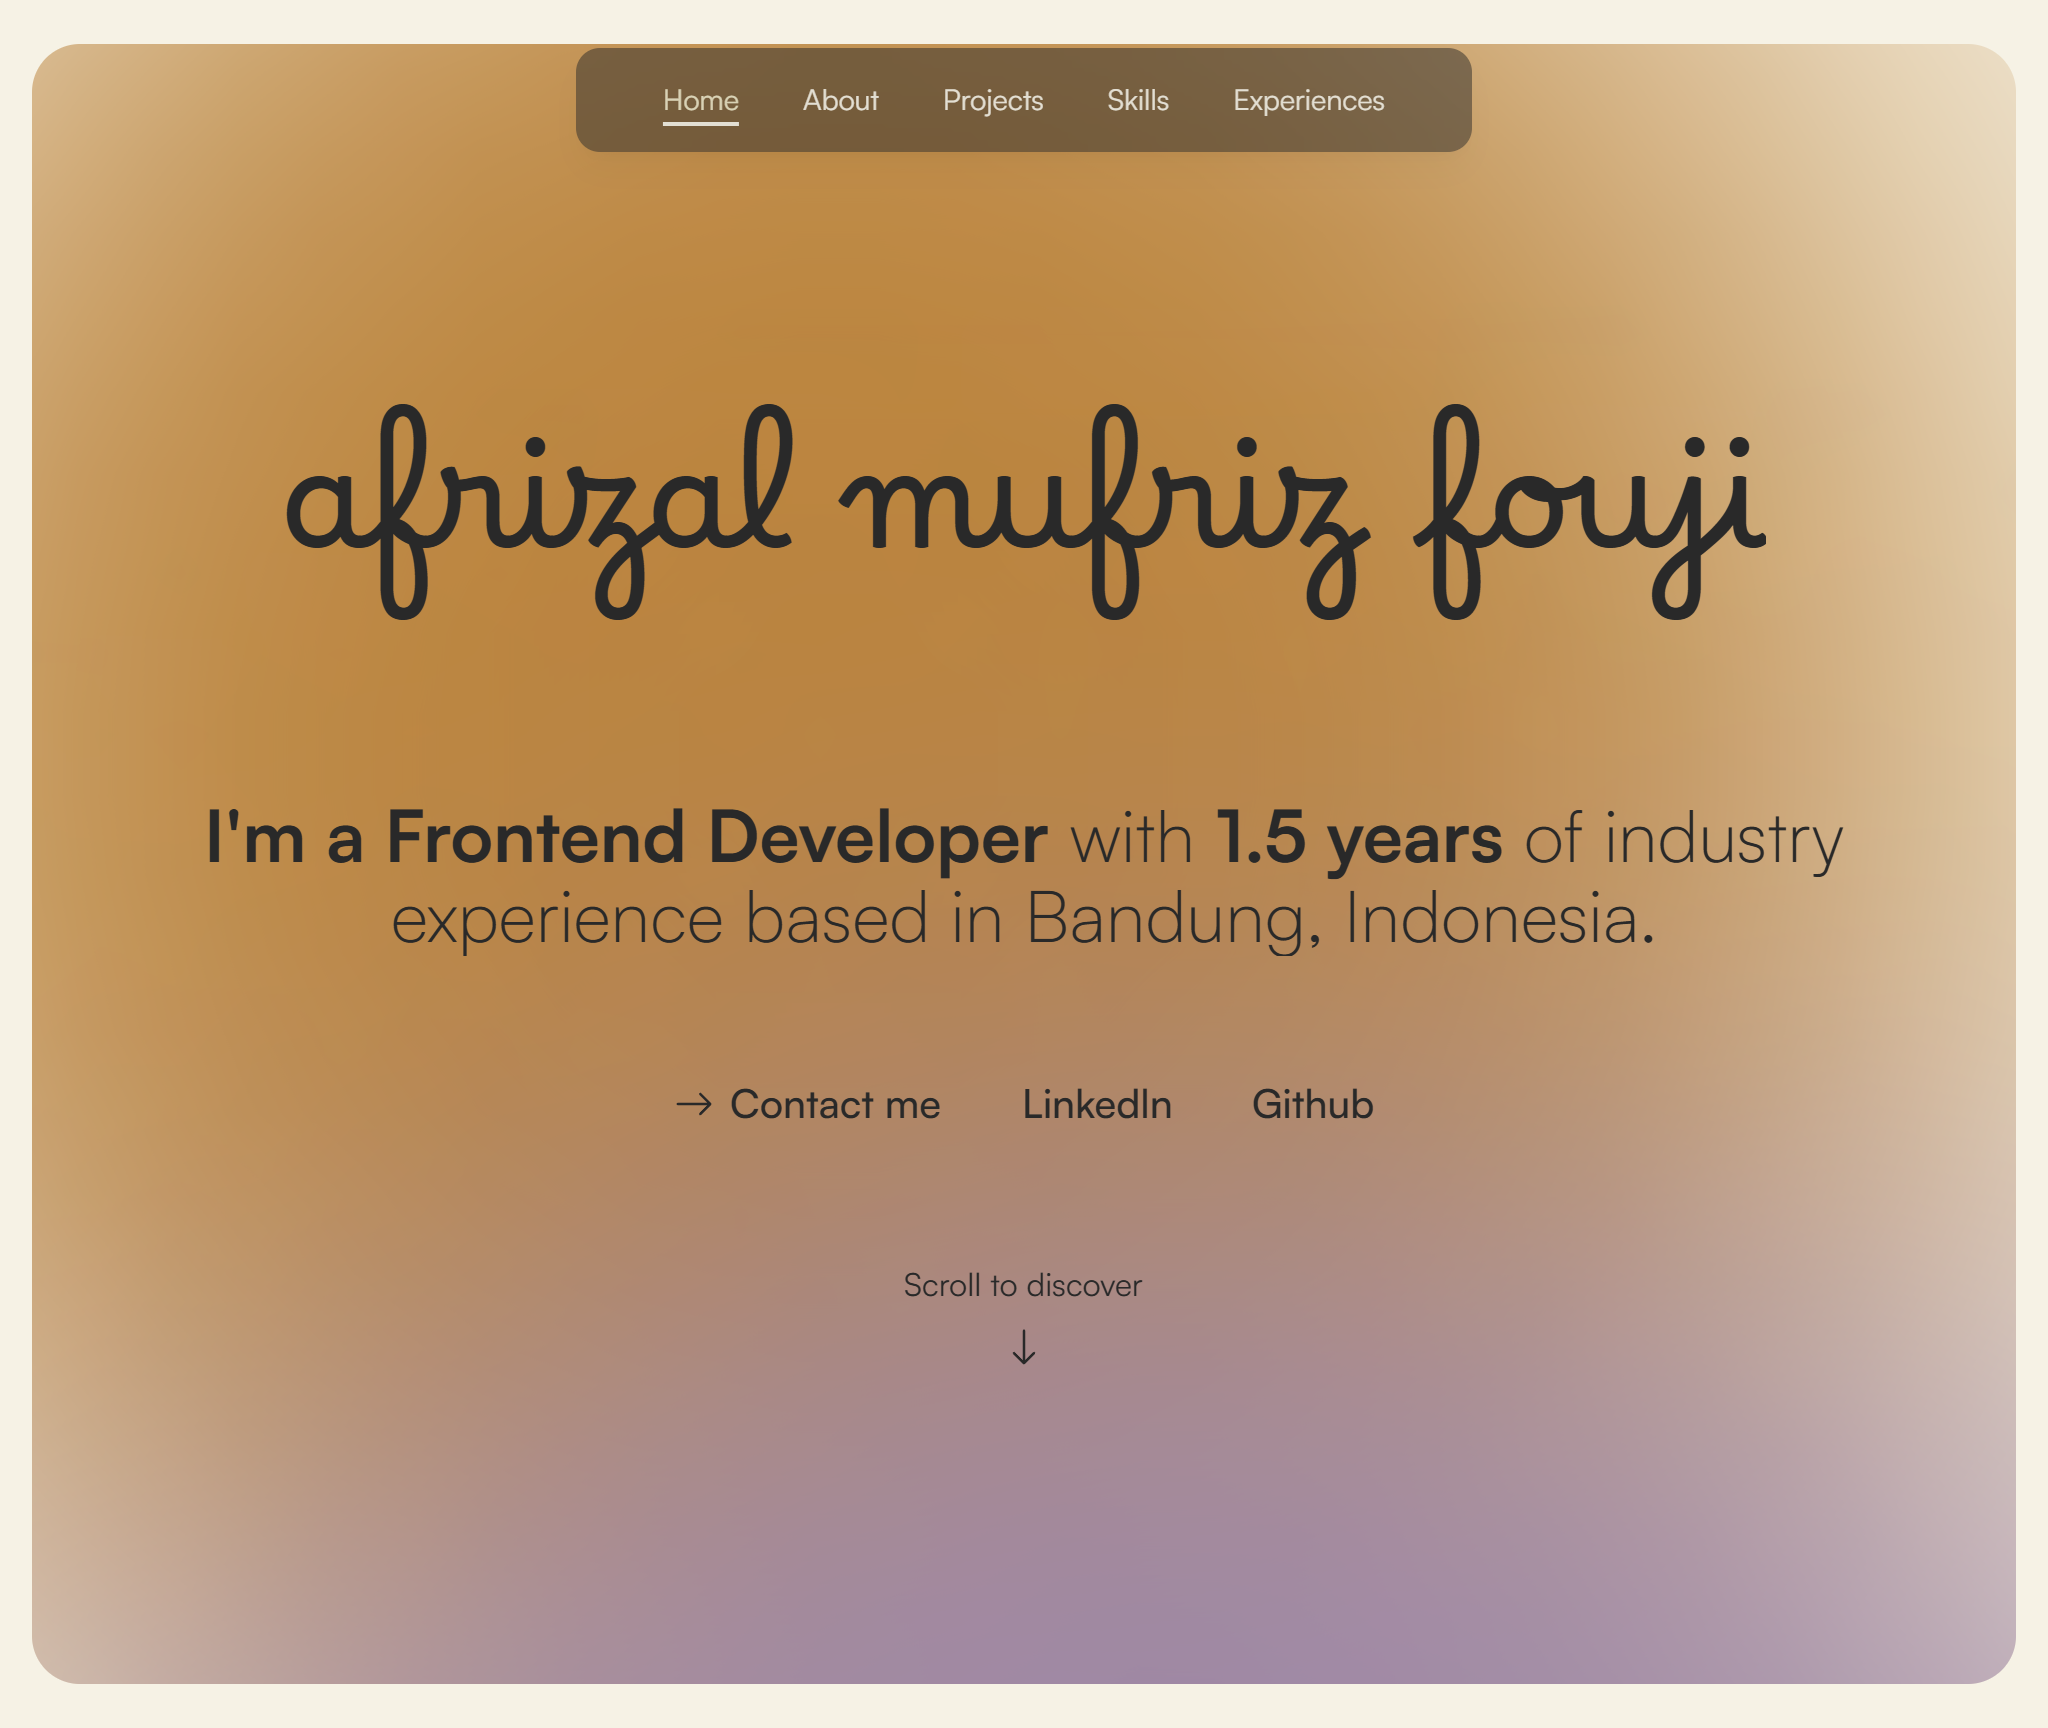 Home About Projects Skills Experiences
afrizal mufriz fouji
I'm a Frontend Developer with 1.5 years of industry
experience based in Bandung, Indonesia.
→ Contact me LinkedIn Github
Scroll to discover
↓